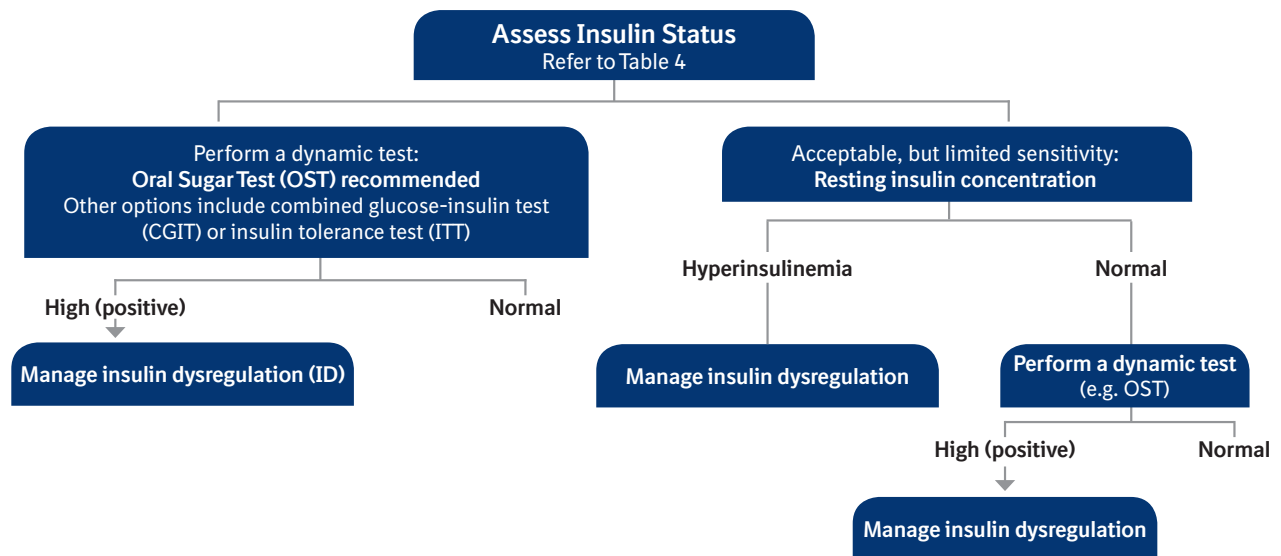 Assess Insulin Status
Refer to Table 4
Perform a dynamic test:
Oral Sugar Test (OST) recommended
Other options include combined glucose-insulin test
(CGIT) or insulin tolerance test (ITT)
High (positive)
Normal
Manage insulin dysregulation (ID)
Acceptable, but limited sensitivity:
Resting insulin concentration
Hyperinsulinemia
Normal
Manage insulin dysregulation
Perform a dynamic test
(e.g. OST)
High (positive)
Normal
Manage insulin dysregulation